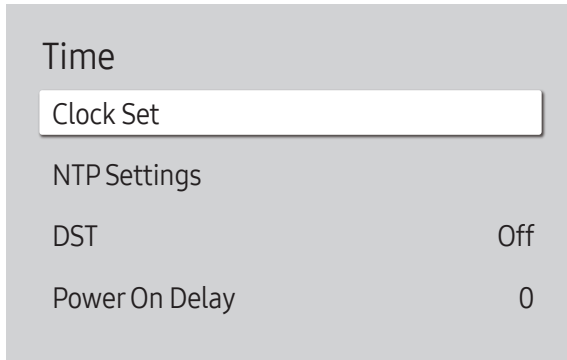 Time
Clock Set
NTP Settings
DST Off
Power On Delay 0